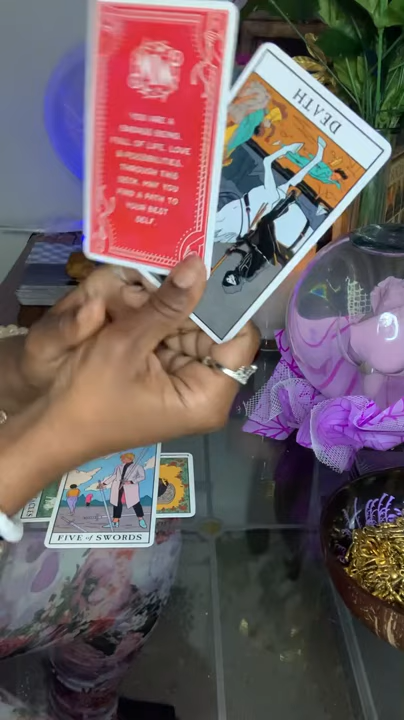 YOU ARE A
UNIQUE BEING,
FULL OF LIFE, LOVE
& POSSIBILITIES.
THROUGH THIS
DECK, MAY YOU
FIND A PATH TO
YOUR BEST
SELF.
DEATH
FIVE of SWORDS